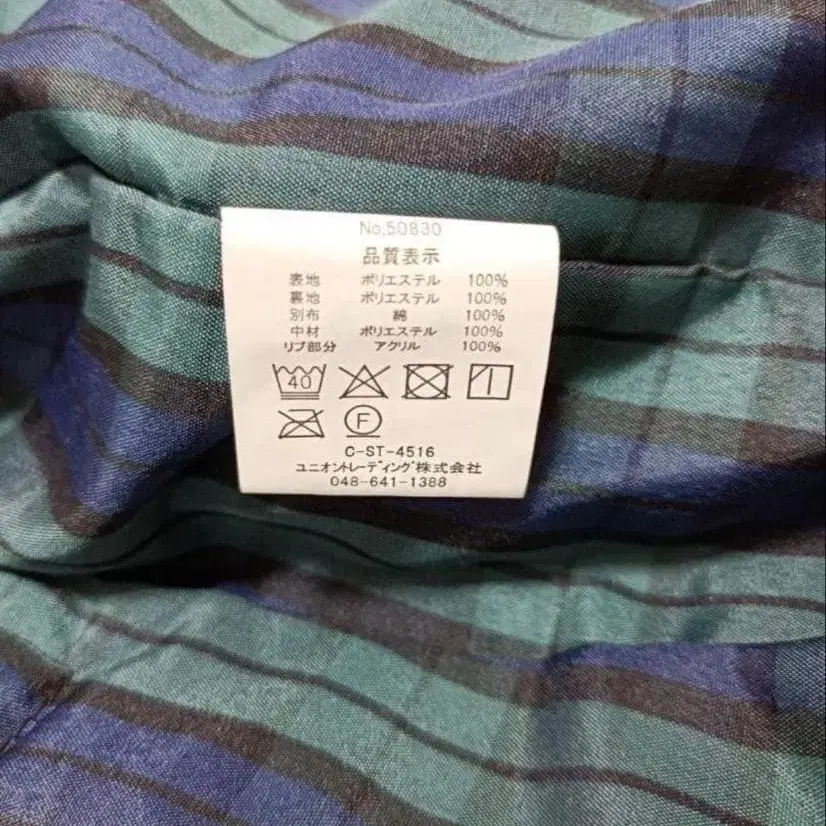 No,50830
品質表示
表地 ポリエステル 100%
裏地 ポリエステル 100%
別布 綿 100%
中材 ポリエステル 100%
リブ部分 アクリル 100%
40
F
C-ST-4516
ユニオントレーディング株式会社
048-641-1388